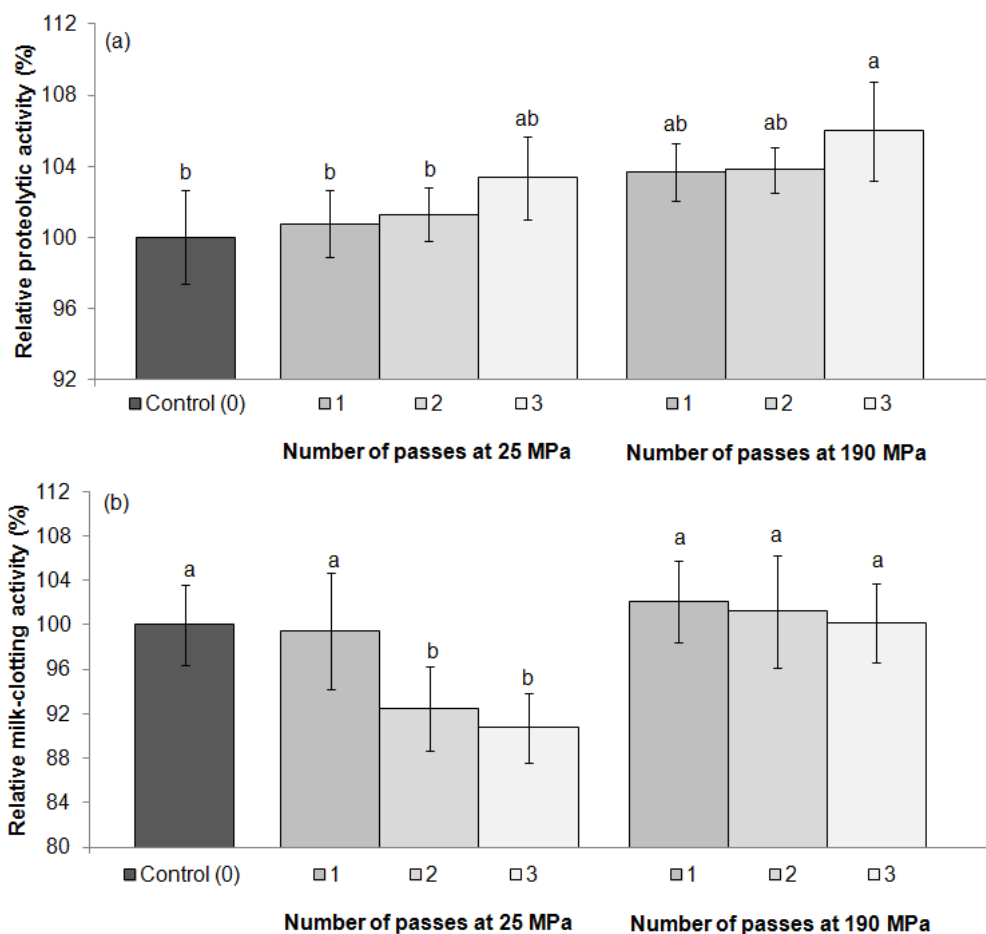 (a)
Relative proteolytic activity (%)
112
108
104
100
96
92
b b b ab ab ab a
Control (0) 1 2 3 1 2 3
Number of passes at 25 MPa Number of passes at 190 MPa
(b)
Relative milk-clotting activity (%)
112
108
104
100
96
92
88
84
80
a a b b a a a
Control (0) 1 2 3 1 2 3
Number of passes at 25 MPa Number of passes at 190 MPa